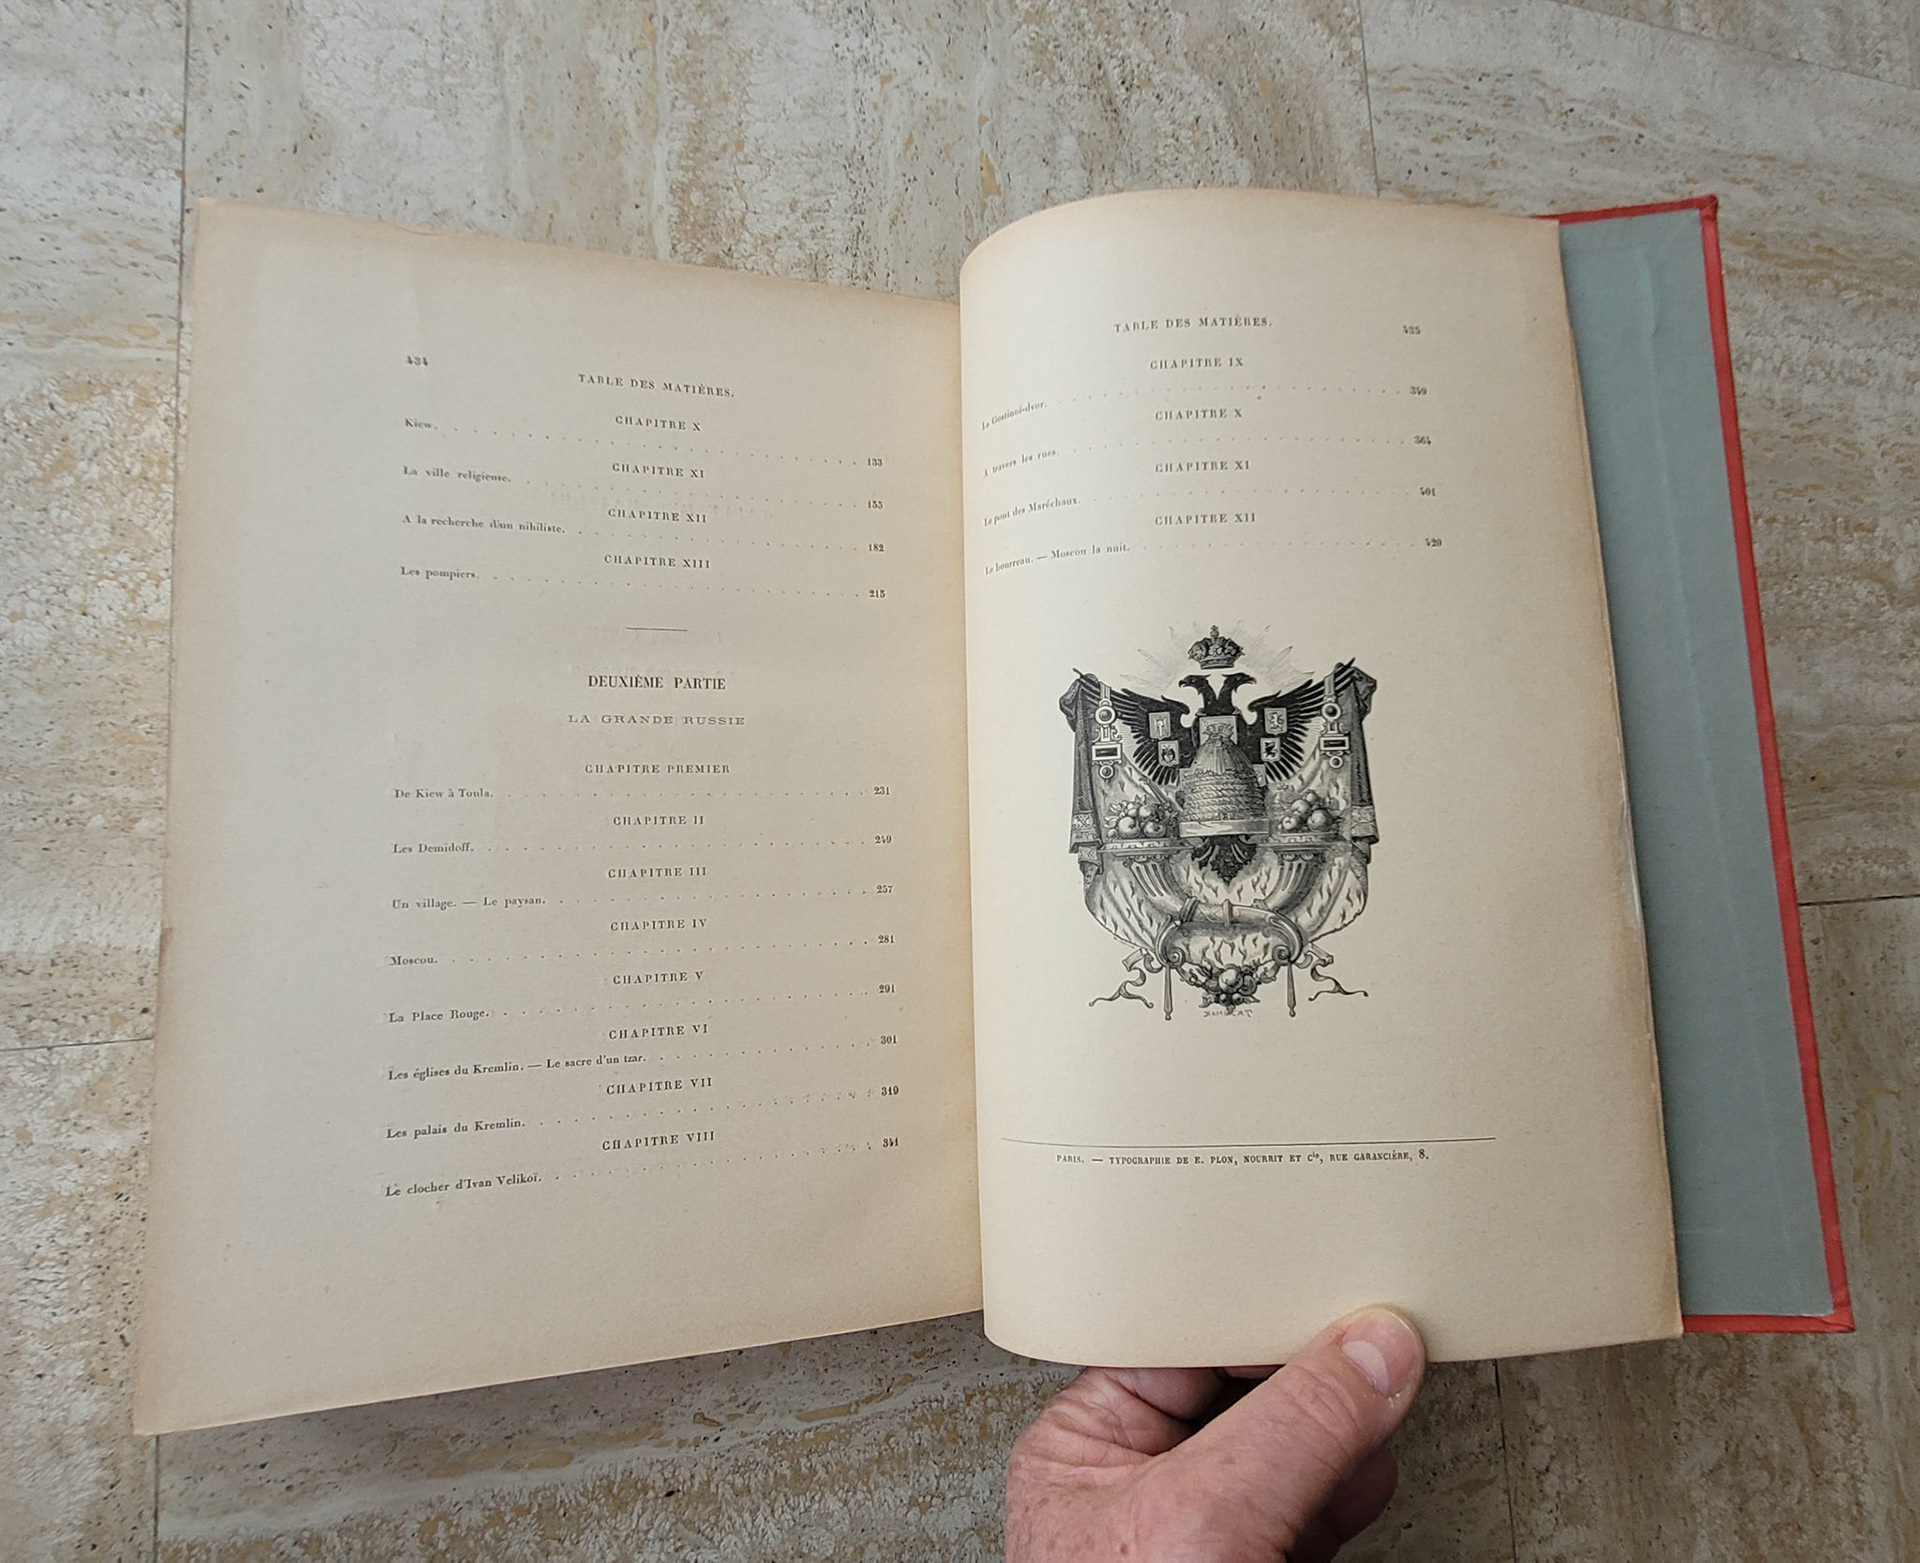 434
TABLE DES MATIÈRES.
CHAPITRE X
Kiew. 133
CHAPITRE XI
La ville religieuse. 155
CHAPITRE XII
A la recherche d'un nihiliste. 182
CHAPITRE XIII
Les pompiers. 215
DEUXIÈME PARTIE
LA GRANDE RUSSIE
CHAPITRE PREMIER
De Kiew à Toula. 231
CHAPITRE II
Les Demidoff. 249
CHAPITRE III
Un village. — Le paysan. 257
CHAPITRE IV
Moscou. 281
CHAPITRE V
La Place Rouge. 291
CHAPITRE VI
Les églises du Kremlin. — Le sacre d'un tzar. 301
CHAPITRE VII
Les palais du Kremlin. 319
CHAPITRE VIII
Le clocher d'Ivan Velikoï. 341
TABLE DES MATIÈRES. 435
CHAPITRE IX
Le Gostinoï-dvor. 349
CHAPITRE X
A travers les rues. 364
CHAPITRE XI
Le pont des Maréchaux. 401
CHAPITRE XII
Le bourreau. — Moscou la nuit. 420
PARIS. — TYPOGRAPHIE DE E. PLON, NOURRIT ET Cie, RUE GARANCIÈRE, 8.